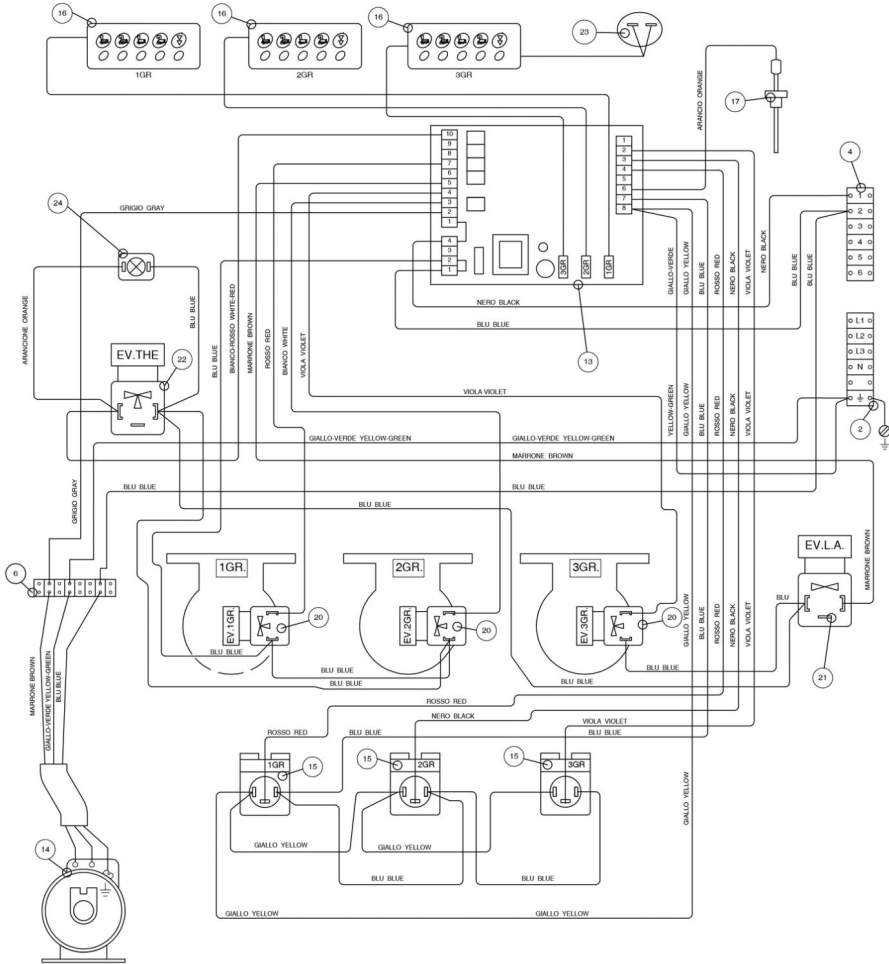 16
16
16
23
1GR
2GR
3GR
17
ARANCIO ORANGE
4
10
9
8
7
6
5
4
3
2
1
4
3
2
1
1
2
3
4
5
6
7
8
3GR
2GR
1GR
13
1
2
3
4
5
6
L1
L2
L3
N
2
24
GRIGIO GRAY
ARANCIONE ORANGE
BLU BLUE
EV.THE
22
BLU BLUE
BIANCO-ROSSO WHITE-RED
MARRONE BROWN
ROSSO RED
BIANCO WHITE
VIOLA VIOLET
NERO BLACK
BLU BLUE
GIALLO-VERDE
GIALLO YELLOW
BLU BLUE
ROSSO RED
NERO BLACK
VIOLA VIOLET
NERO BLACK
BLU BLUE
BLU BLUE
VIOLA VIOLET
YELLOW-GREEN
GIALLO YELLOW
BLU BLUE
ROSSO RED
NERO BLACK
VIOLA VIOLET
GIALLO-VERDE YELLOW-GREEN
GIALLO-VERDE YELLOW-GREEN
MARRONE BROWN
GRIGIO GRAY
BLU BLUE
BLU BLUE
BLU BLUE
6
1GR.
2GR.
3GR.
EV.L.A.
MARRONE BROWN
BLU
EV.1GR.
20
EV.2GR.
20
EV.3GR.
20
21
GIALLO YELLOW
BLU BLUE
ROSSO RED
NERO BLACK
VIOLA VIOLET
BLU BLUE
BLU BLUE
BLU BLUE
BLU BLUE
BLU BLUE
MARRONE BROWN
GIALLO-VERDE YELLOW-GREEN
BLU BLUE
ROSSO RED
NERO BLACK
VIOLA VIOLET
ROSSO RED
BLU BLUE
BLU BLUE
1GR
15
15
2GR
15
3GR
GIALLO YELLOW
GIALLO YELLOW
GIALLO YELLOW
BLU BLUE
BLU BLUE
14
GIALLO YELLOW
GIALLO YELLOW